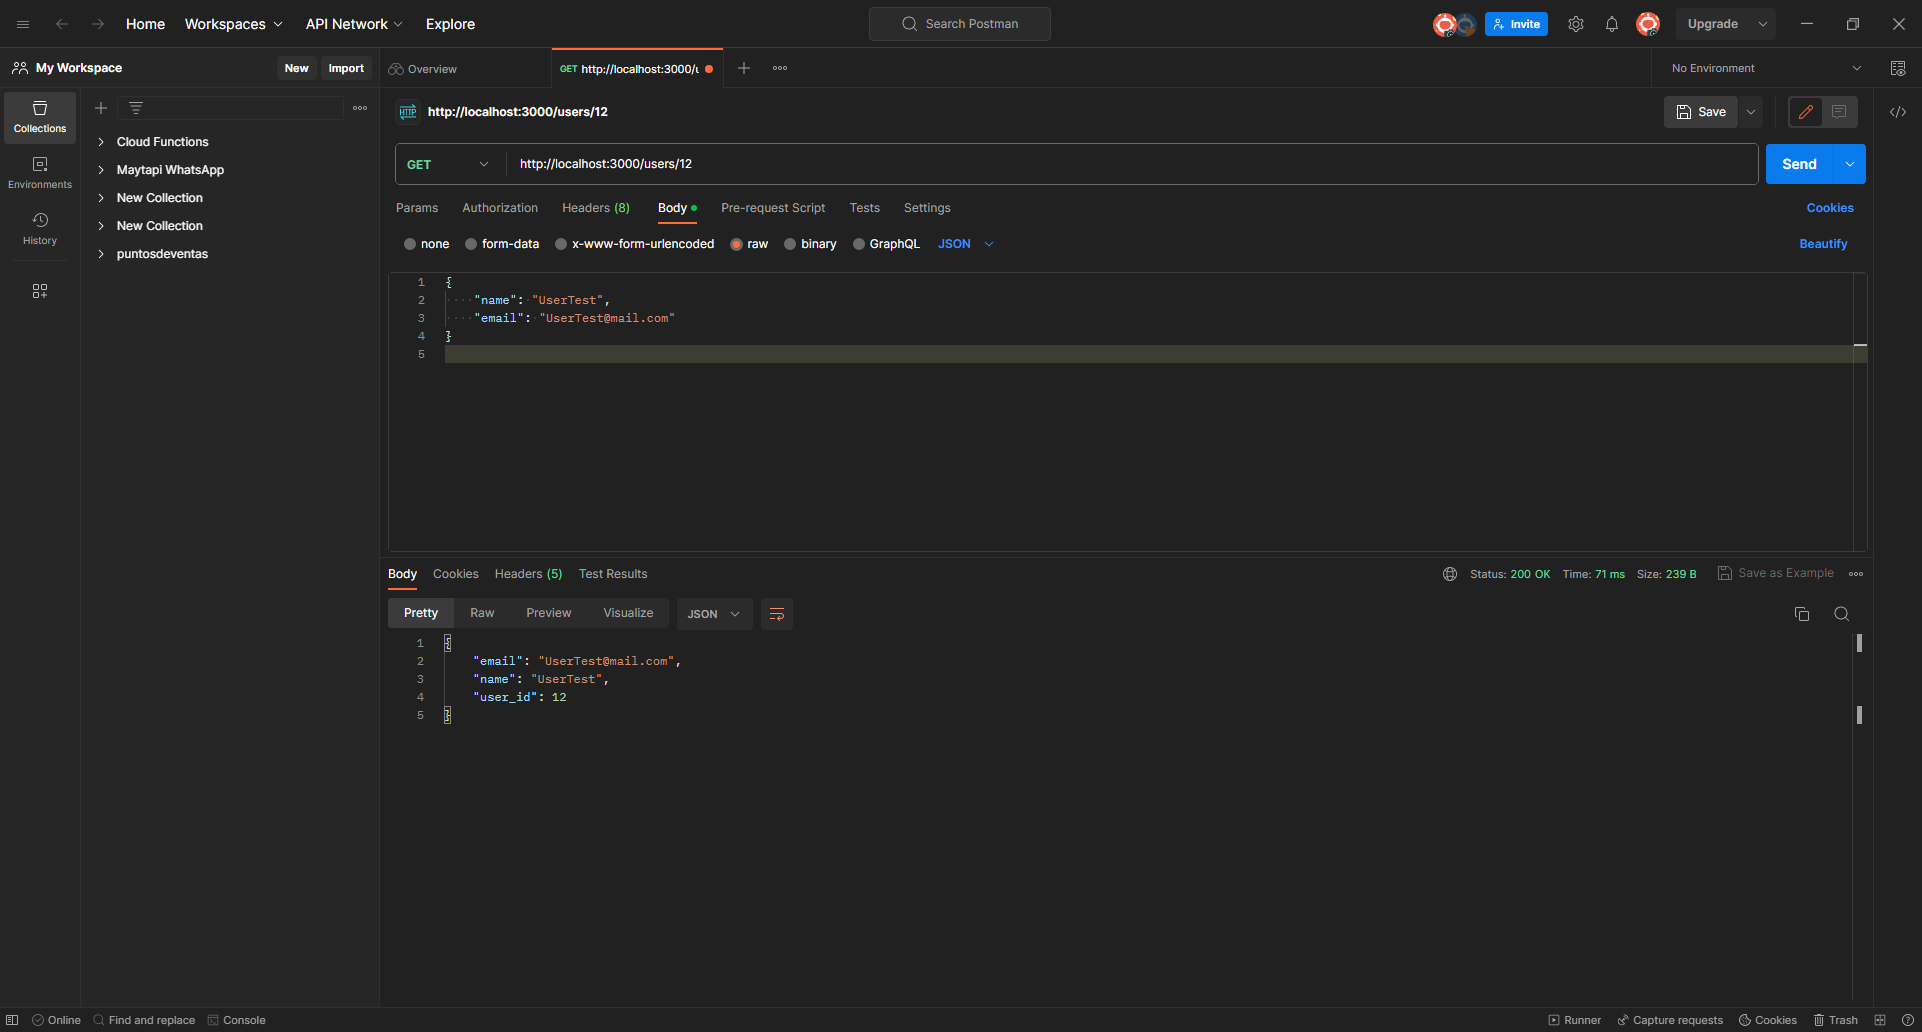 Home Workspaces API Network Explore Search Postman Invite Upgrade
My Workspace New Import Overview GET http://localhost:3000/u No Environment
Collections
Environments
History
Cloud Functions
Maytapi WhatsApp
New Collection
New Collection
puntosdeventas
HTTP http://localhost:3000/users/12 Save
GET http://localhost:3000/users/12 Send
Params Authorization Headers (8) Body Pre-request Script Tests Settings Cookies
none form-data x-www-form-urlencoded raw binary GraphQL JSON Beautify
1 {
2 "name": "UserTest",
3 "email": "UserTest@mail.com"
4 }
5
Body Cookies Headers (5) Test Results Status: 200 OK Time: 71 ms Size: 239 B Save as Example
Pretty Raw Preview Visualize JSON
1 {
2 "email": "UserTest@mail.com",
3 "name": "UserTest",
4 "user_id": 12
5 }
Online Find and replace Console Runner Capture requests Cookies Trash